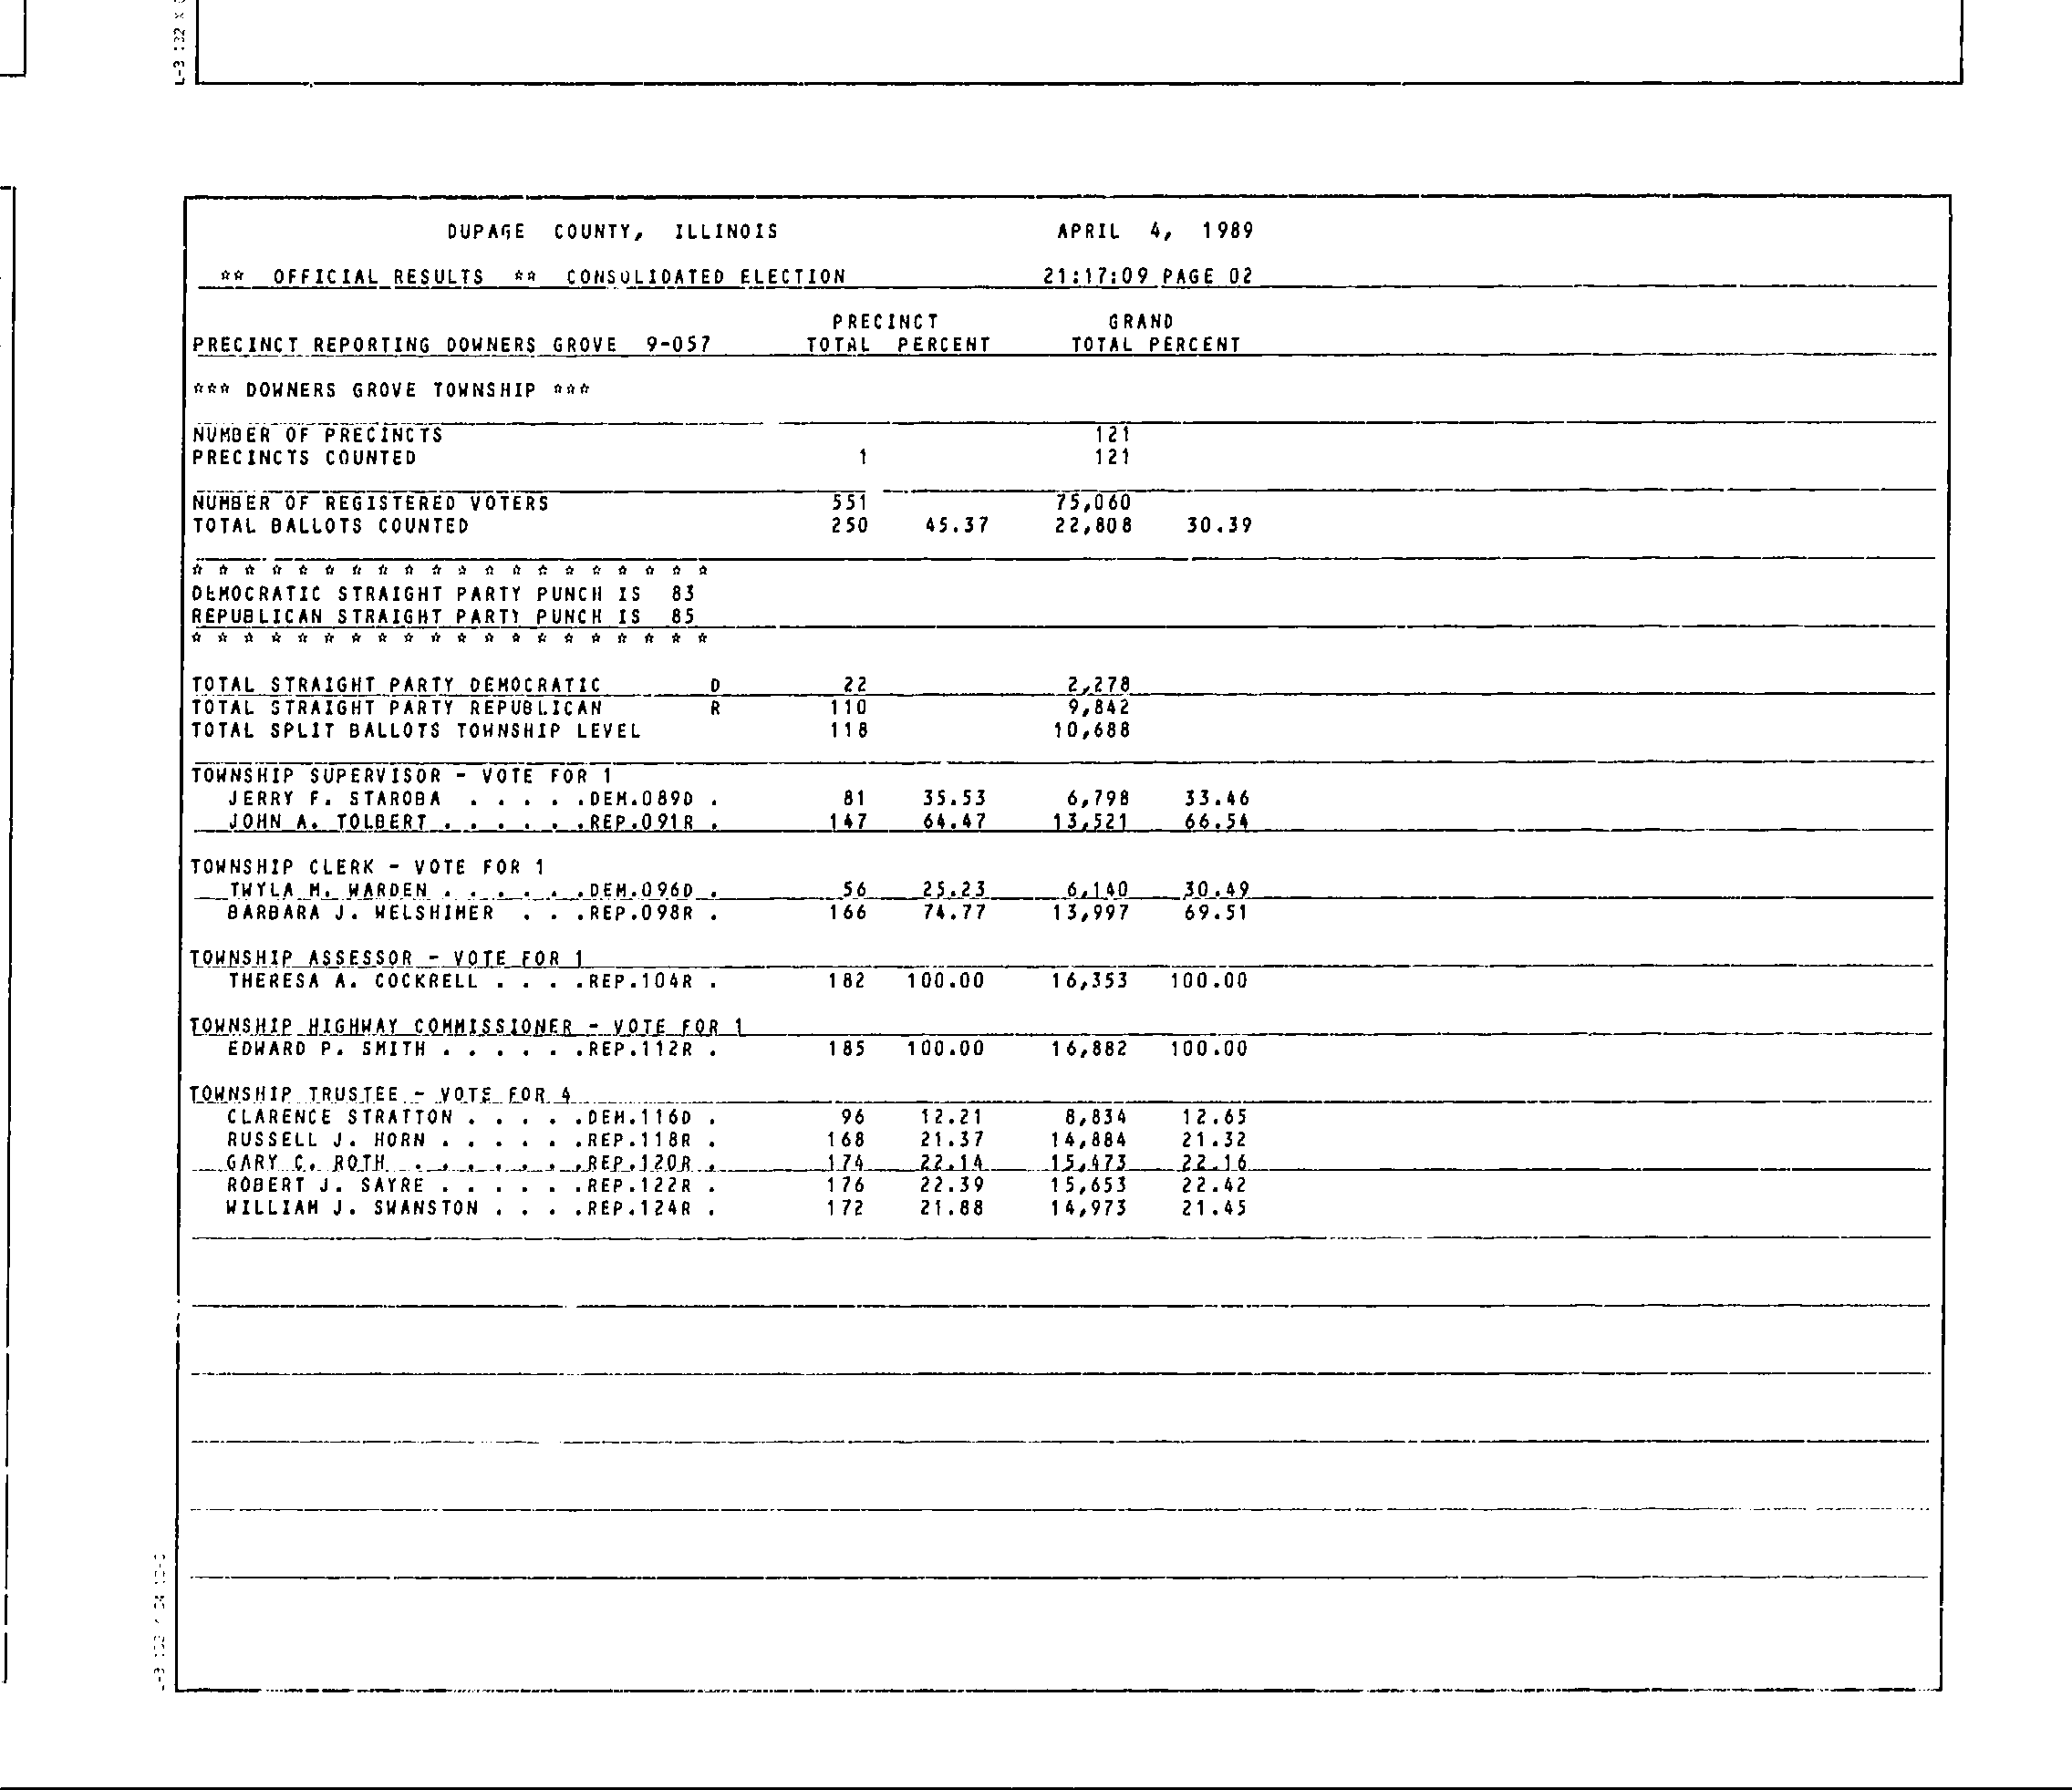 L-3 132 X
DUPAGE COUNTY, ILLINOIS APRIL 4, 1989
** OFFICIAL RESULTS ** CONSOLIDATED ELECTION 21:17:09 PAGE 02
PRECINCT GRAND
PRECINCT REPORTING DOWNERS GROVE 9-057 TOTAL PERCENT TOTAL PERCENT
*** DOWNERS GROVE TOWNSHIP ***
NUMBER OF PRECINCTS 121
PRECINCTS COUNTED 1 121
NUMBER OF REGISTERED VOTERS 551 75,060
TOTAL BALLOTS COUNTED 250 45.37 22,808 30.39
* * * * * * * * * * * * * * * * * * * *
DEMOCRATIC STRAIGHT PARTY PUNCH IS 83
REPUBLICAN STRAIGHT PARTY PUNCH IS 85
* * * * * * * * * * * * * * * * * * * *
TOTAL STRAIGHT PARTY DEMOCRATIC D 22 2,278
TOTAL STRAIGHT PARTY REPUBLICAN R 110 9,842
TOTAL SPLIT BALLOTS TOWNSHIP LEVEL 118 10,688
TOWNSHIP SUPERVISOR - VOTE FOR 1
JERRY F. STAROBA . . . . .DEM.089D . 81 35.53 6,798 33.46
JOHN A. TOLBERT . . . . . .REP.091R . 147 64.47 13,521 66.54
TOWNSHIP CLERK - VOTE FOR 1
TWYLA M. WARDEN . . . . . .DEM.096D . 56 25.23 6,140 30.49
BARBARA J. WELSHIMER . . .REP.098R . 166 74.77 13,997 69.51
TOWNSHIP ASSESSOR - VOTE FOR 1
THERESA A. COCKRELL . . . .REP.104R . 182 100.00 16,353 100.00
TOWNSHIP HIGHWAY COMMISSIONER - VOTE FOR 1
EDWARD P. SMITH . . . . . .REP.112R . 185 100.00 16,882 100.00
TOWNSHIP TRUSTEE - VOTE FOR 4
CLARENCE STRATTON . . . . .DEM.116D . 96 12.21 8,834 12.65
RUSSELL J. HORN . . . . . .REP.118R . 168 21.37 14,884 21.32
GARY C. ROTH . . . . . . .REP.120R . 174 22.14 15,473 22.16
ROBERT J. SAYRE . . . . . .REP.122R . 176 22.39 15,653 22.42
WILLIAM J. SWANSTON . . . .REP.124R . 172 21.88 14,973 21.45